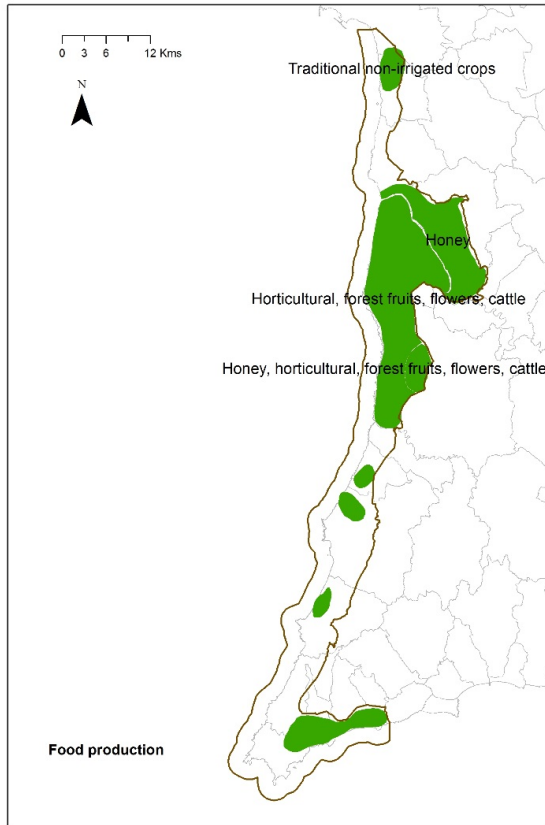 0 3 6 12 Kms
N
Traditional non-irrigated crops
Honey
Horticultural, forest fruits, flowers, cattle
Honey, horticultural, forest fruits, flowers, cattle
Food production